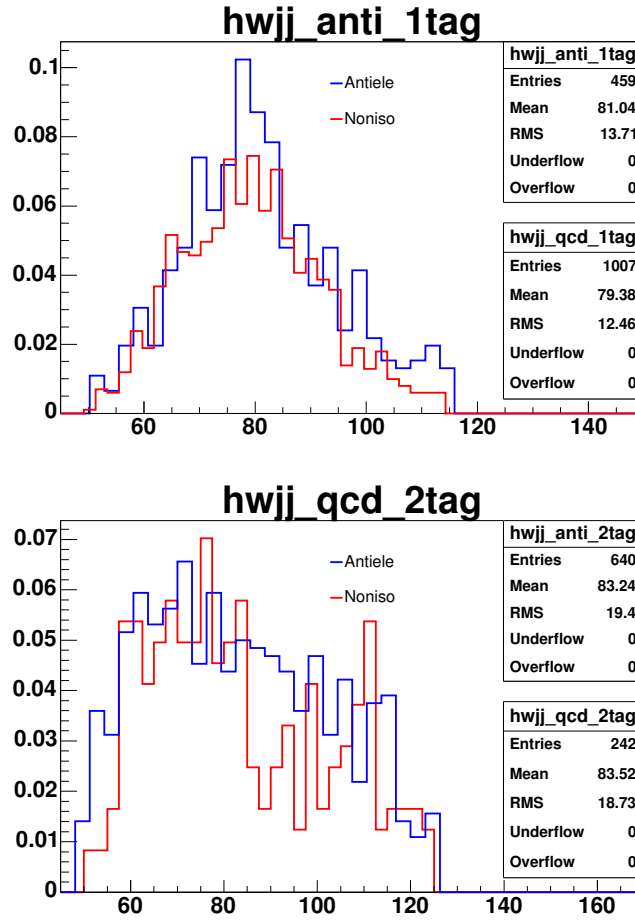 hwjj_anti_1tag
0.1
0.08
0.06
0.04
0.02
0
60 80 100 120 140
Antiele
Noniso
hwjj_anti_1tag
Entries 459
Mean 81.04
RMS 13.71
Underflow 0
Overflow 0
hwjj_qcd_1tag
Entries 1007
Mean 79.38
RMS 12.46
Underflow 0
Overflow 0
hwjj_qcd_2tag
0.07
0.06
0.05
0.04
0.03
0.02
0.01
0
60 80 100 120 140 160
Antiele
Noniso
hwjj_anti_2tag
Entries 640
Mean 83.24
RMS 19.4
Underflow 0
Overflow 0
hwjj_qcd_2tag
Entries 242
Mean 83.52
RMS 18.73
Underflow 0
Overflow 0